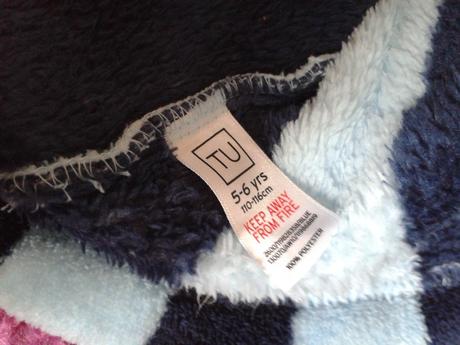 TU
5-6 yrs
110-116cm
KEEP AWAY
FROM FIRE
100% POLYESTER